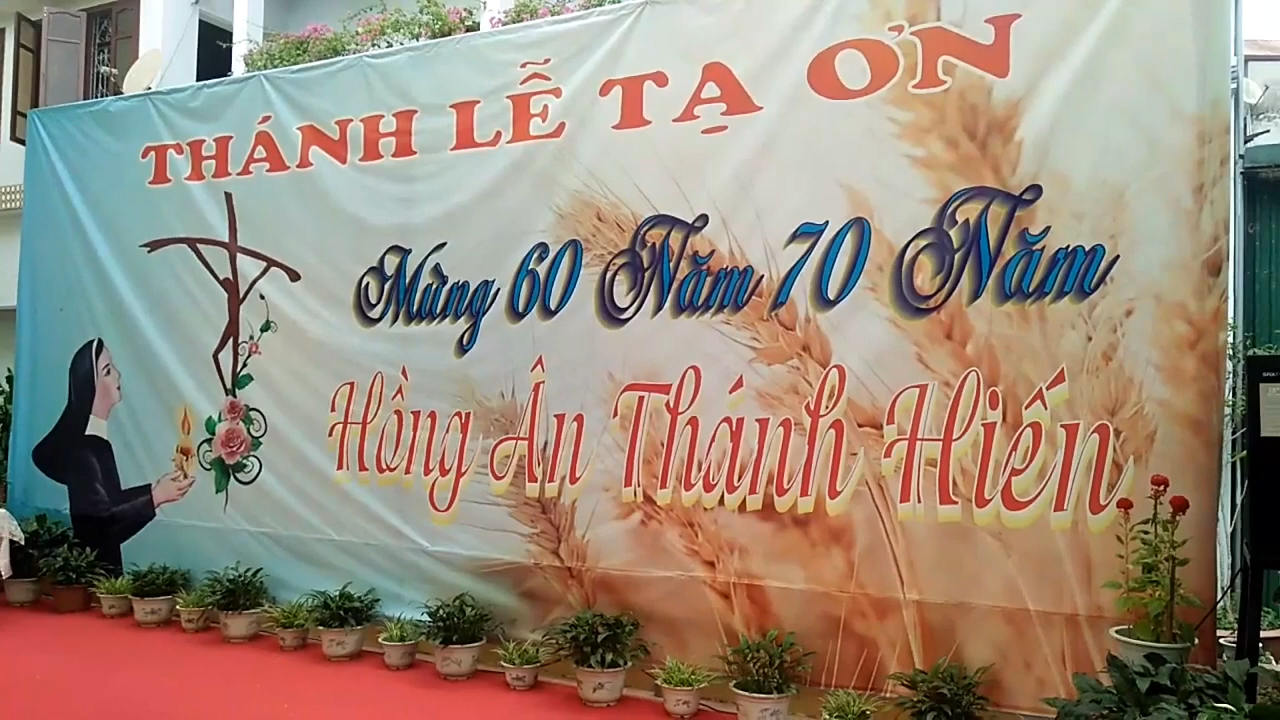 THÁNH LỄ TẠ ƠN
Mừng 60 Năm 70 Năm
Hồng Ân Thánh Hiến